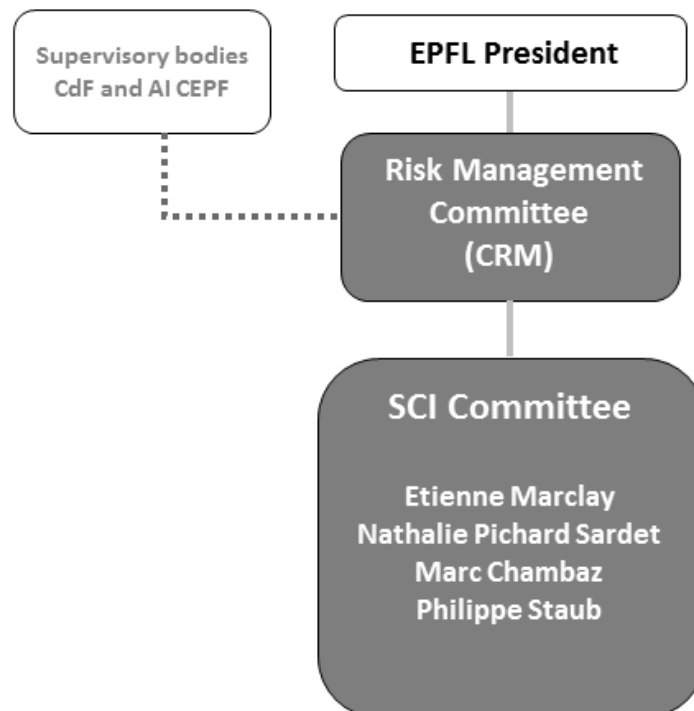 Supervisory bodies
CdF and AI CEPF
EPFL President
Risk Management
Committee
(CRM)
SCI Committee
Etienne Marclay
Nathalie Pichard Sardet
Marc Chambaz
Philippe Staub